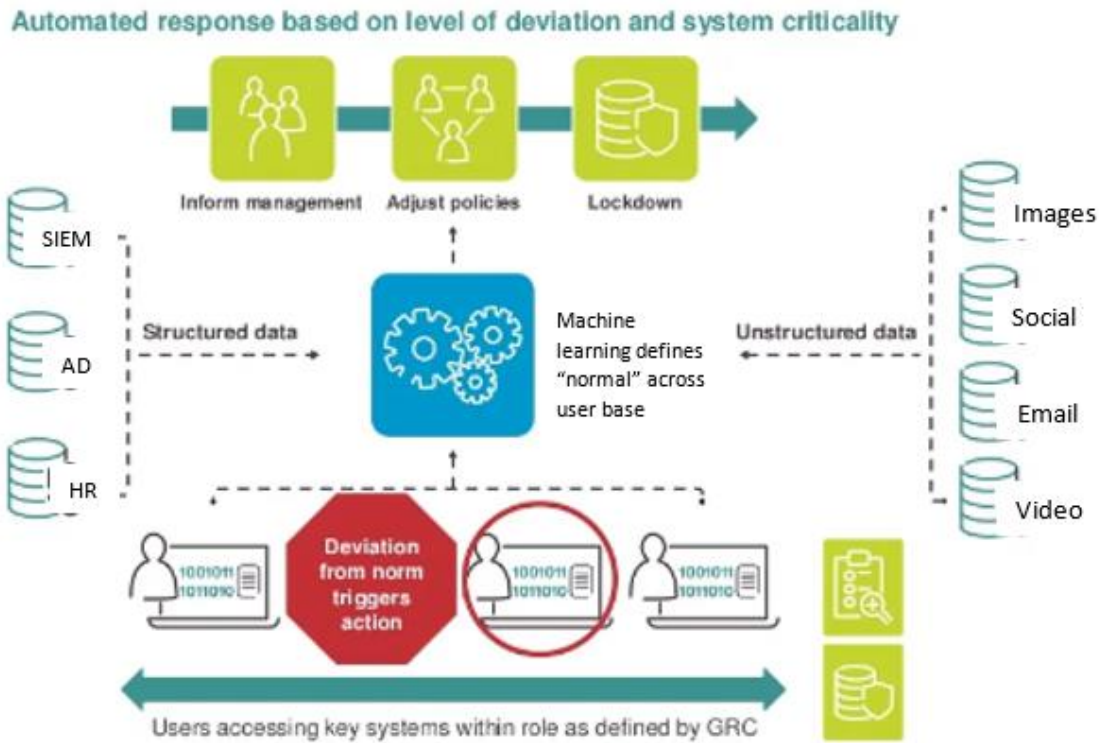 Automated response based on level of deviation and system criticality
Inform management
Adjust policies
Lockdown
SIEM
AD
HR
Structured data
Machine
learning defines
“normal” across
user base
Unstructured data
Images
Social
Email
Video
1001011
1011010
Deviation
from norm
triggers
action
1001011
1011010
1001011
1011010
Users accessing key systems within role as defined by GRC